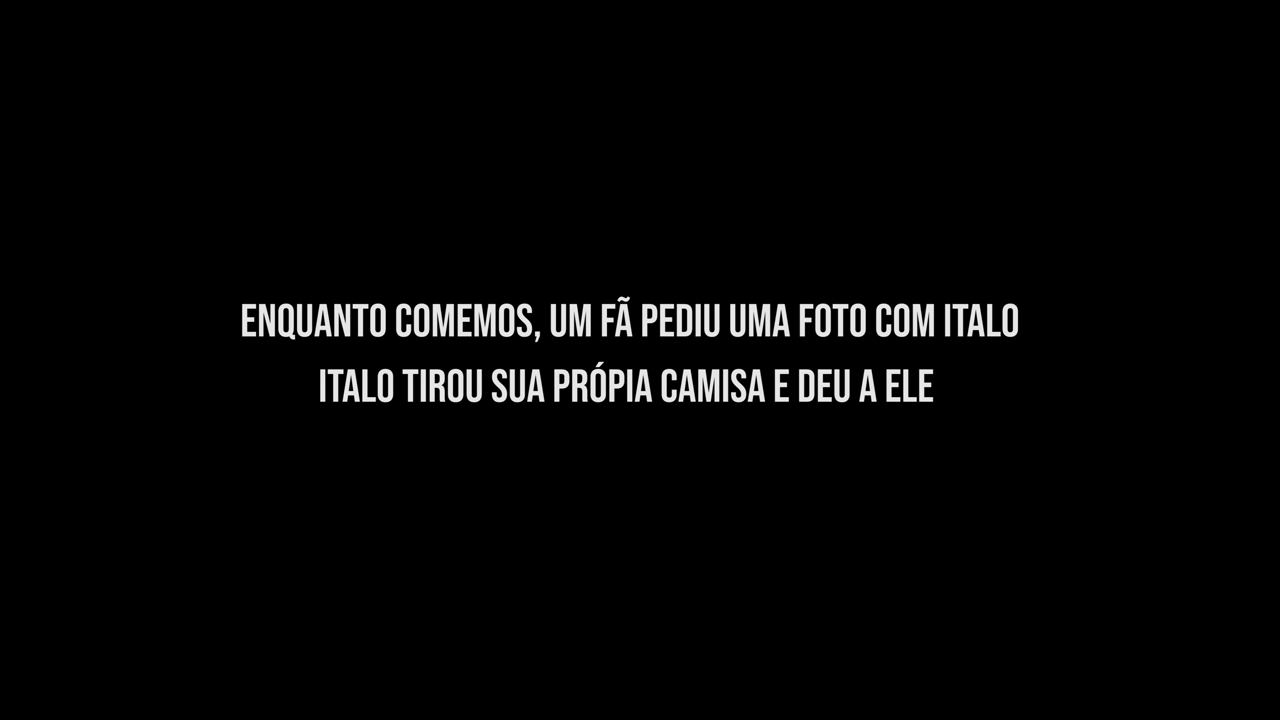 ENQUANTO COMEMOS, UM FÃ PEDIU UMA FOTO COM ITALO
ITALO TIROU SUA PRÓPIA CAMISA E DEU A ELE